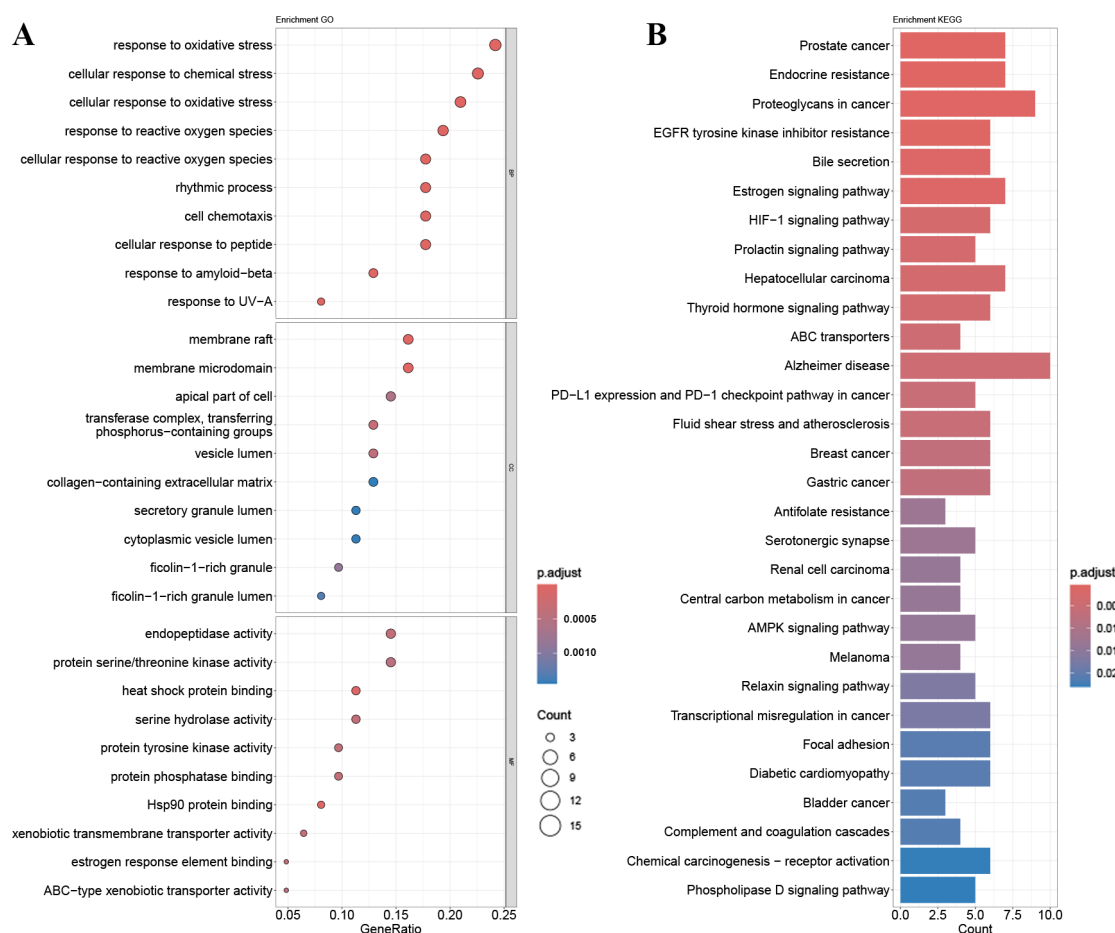 A
Enrichment GO
response to oxidative stress
cellular response to chemical stress
cellular response to oxidative stress
response to reactive oxygen species
cellular response to reactive oxygen species
rhythmic process
cell chemotaxis
cellular response to peptide
response to amyloid−beta
response to UV−A
BP
membrane raft
membrane microdomain
apical part of cell
transferase complex, transferring
phosphorus−containing groups
vesicle lumen
collagen−containing extracellular matrix
secretory granule lumen
cytoplasmic vesicle lumen
ficolin−1−rich granule
ficolin−1−rich granule lumen
CC
endopeptidase activity
protein serine/threonine kinase activity
heat shock protein binding
serine hydrolase activity
protein tyrosine kinase activity
protein phosphatase binding
Hsp90 protein binding
xenobiotic transmembrane transporter activity
estrogen response element binding
ABC−type xenobiotic transporter activity
MF
0.05 0.10 0.15 0.20 0.25
GeneRatio
p.adjust
0.0005
0.0010
Count
3
6
9
12
15
B
Enrichment KEGG
Prostate cancer
Endocrine resistance
Proteoglycans in cancer
EGFR tyrosine kinase inhibitor resistance
Bile secretion
Estrogen signaling pathway
HIF−1 signaling pathway
Prolactin signaling pathway
Hepatocellular carcinoma
Thyroid hormone signaling pathway
ABC transporters
Alzheimer disease
PD−L1 expression and PD−1 checkpoint pathway in cancer
Fluid shear stress and atherosclerosis
Breast cancer
Gastric cancer
Antifolate resistance
Serotonergic synapse
Renal cell carcinoma
Central carbon metabolism in cancer
AMPK signaling pathway
Melanoma
Relaxin signaling pathway
Transcriptional misregulation in cancer
Focal adhesion
Diabetic cardiomyopathy
Bladder cancer
Complement and coagulation cascades
Chemical carcinogenesis − receptor activation
Phospholipase D signaling pathway
0.0 2.5 5.0 7.5 10.0
Count
p.adjust
0.01
0.01
0.02